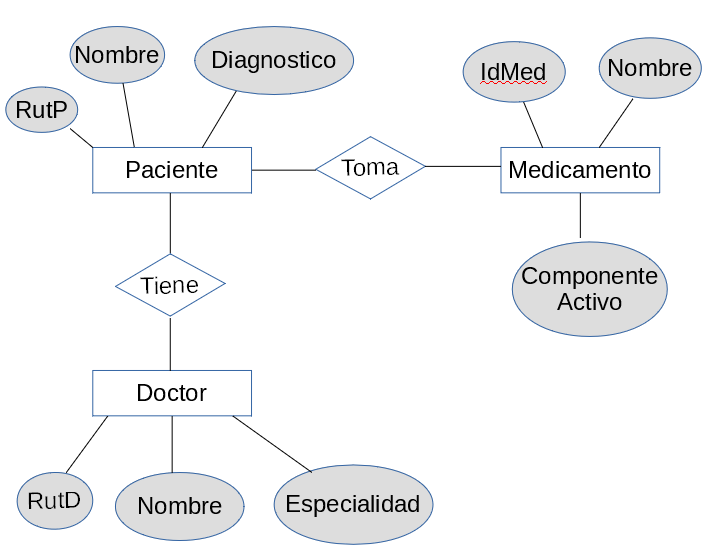 Nombre
Diagnostico
IdMed
Nombre
RutP
Paciente
Toma
Medicamento
Tiene
Componente
Activo
Doctor
RutD
Nombre
Especialidad